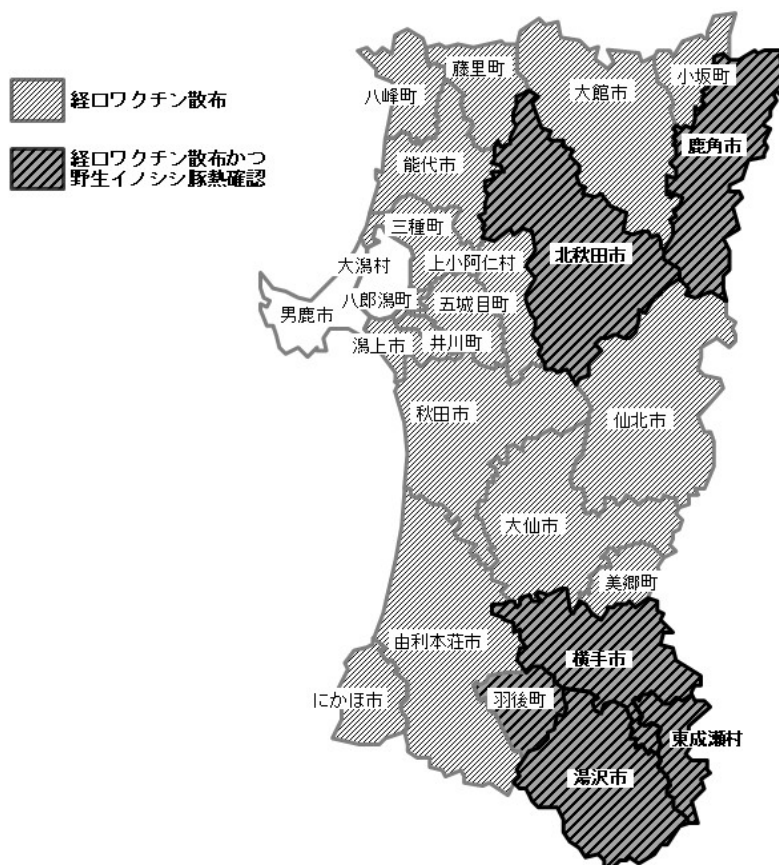 経口ワクチン散布
経口ワクチン散布かつ
野生イノシシ豚熱確認
藤里町
小坂町
八峰町
大館市
鹿角市
能代市
三種町
北秋田市
大潟村
上小阿仁村
八郎潟町
五城目町
男鹿市
潟上市
井川町
秋田市
仙北市
大仙市
美郷町
由利本荘市
横手市
にかほ市
羽後町
東成瀬村
湯沢市